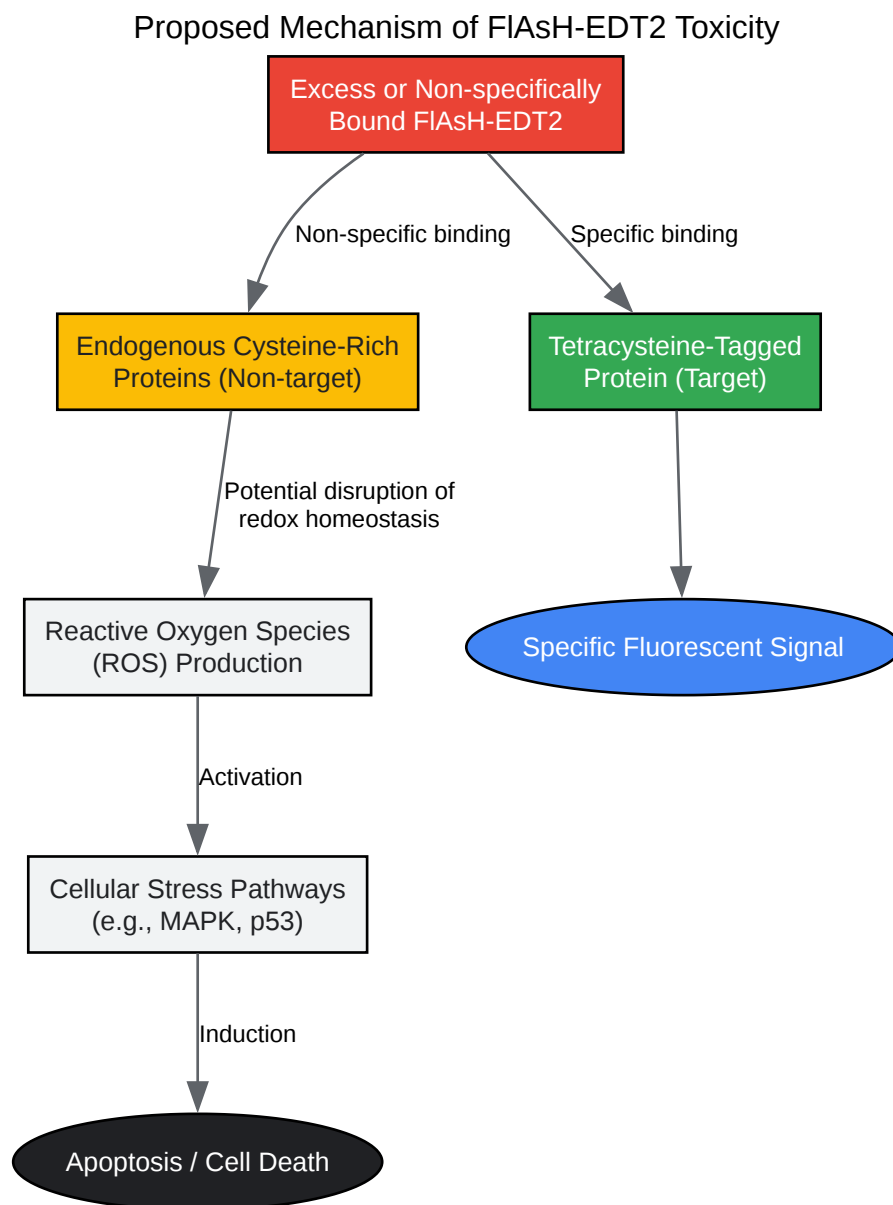 Proposed Mechanism of FlAsH-EDT2 Toxicity
Excess or Non-specifically
Bound FlAsH-EDT2
Non-specific binding
Specific binding
Endogenous Cysteine-Rich
Proteins (Non-target)
Tetracysteine-Tagged
Protein (Target)
Potential disruption of
redox homeostasis
Reactive Oxygen Species
(ROS) Production
Specific Fluorescent Signal
Activation
Cellular Stress Pathways
(e.g., MAPK, p53)
Induction
Apoptosis / Cell Death